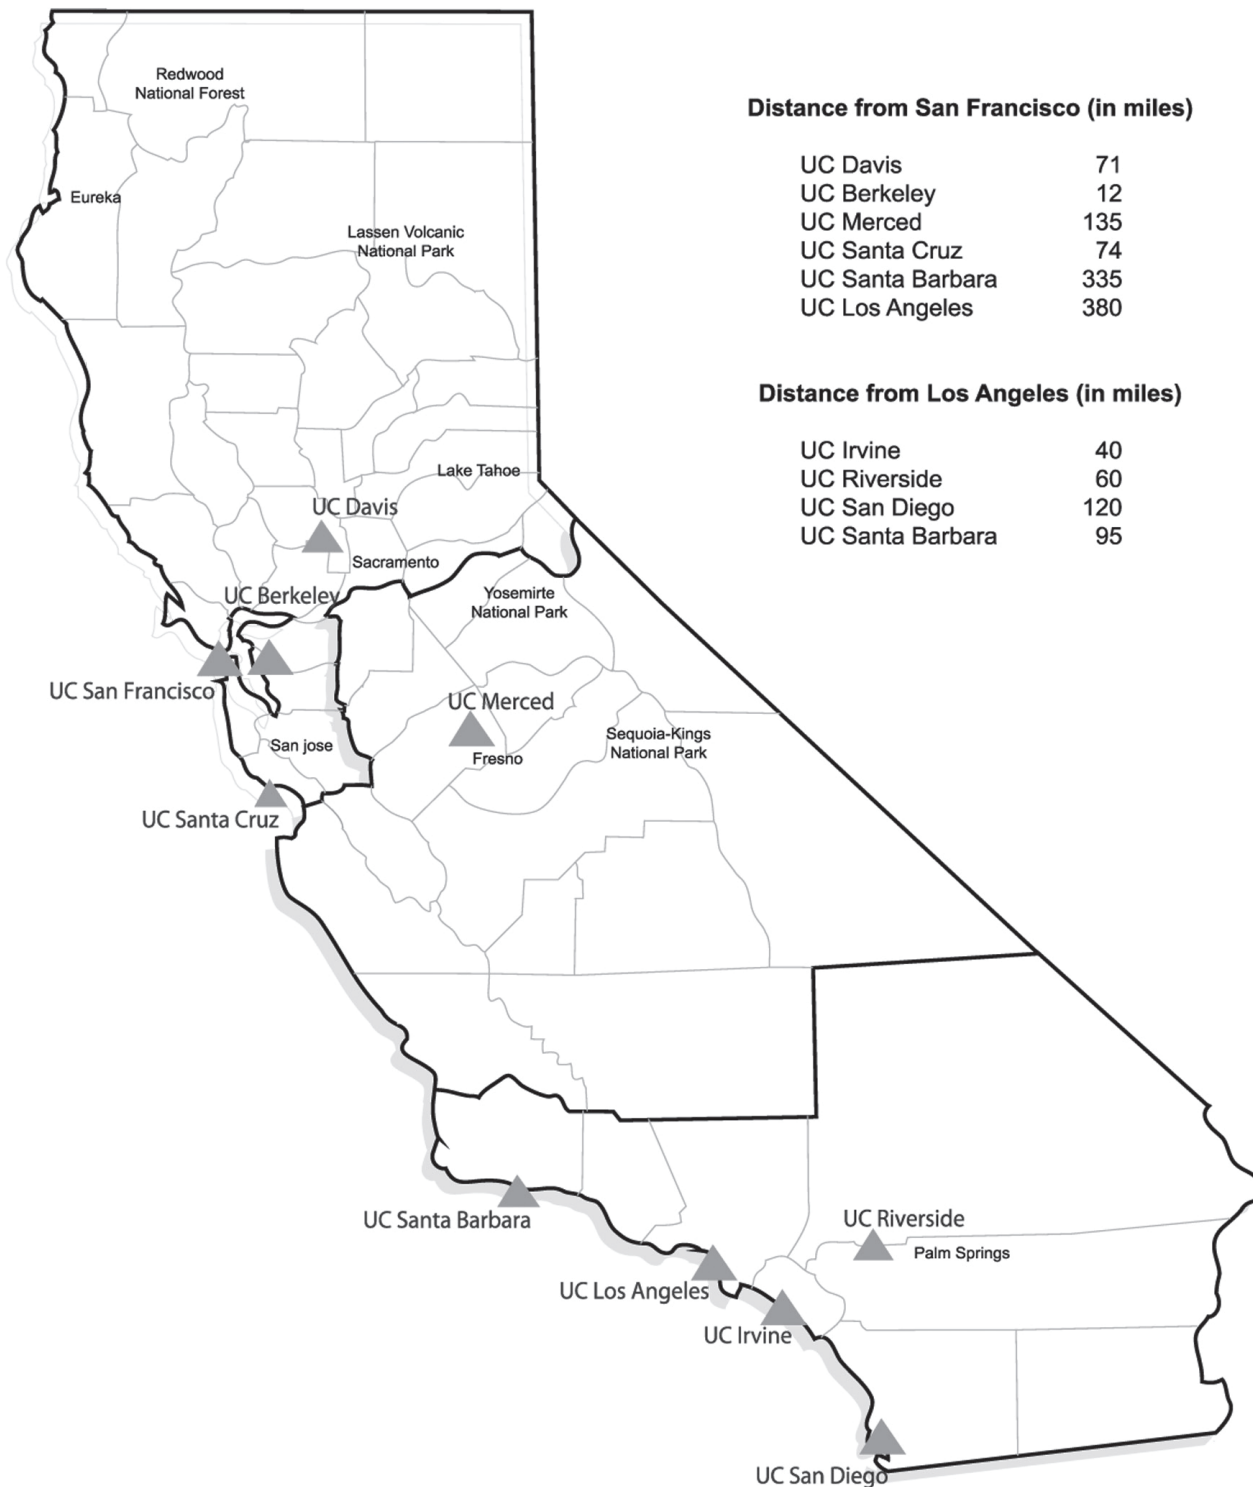 Redwood
National Forest
Eureka
Lassen Volcanic
National Park
Distance from San Francisco (in miles)
UC Davis 71
UC Berkeley 12
UC Merced 135
UC Santa Cruz 74
UC Santa Barbara 335
UC Los Angeles 380
Distance from Los Angeles (in miles)
UC Irvine 40
UC Riverside 60
UC San Diego 120
UC Santa Barbara 95
Lake Tahoe
UC Davis
Sacramento
UC Berkeley
Yosemirte
National Park
UC San Francisco
UC Merced
San jose
Fresno
Sequoia-Kings
National Park
UC Santa Cruz
UC Santa Barbara
UC Riverside
Palm Springs
UC Los Angeles
UC Irvine
UC San Diego